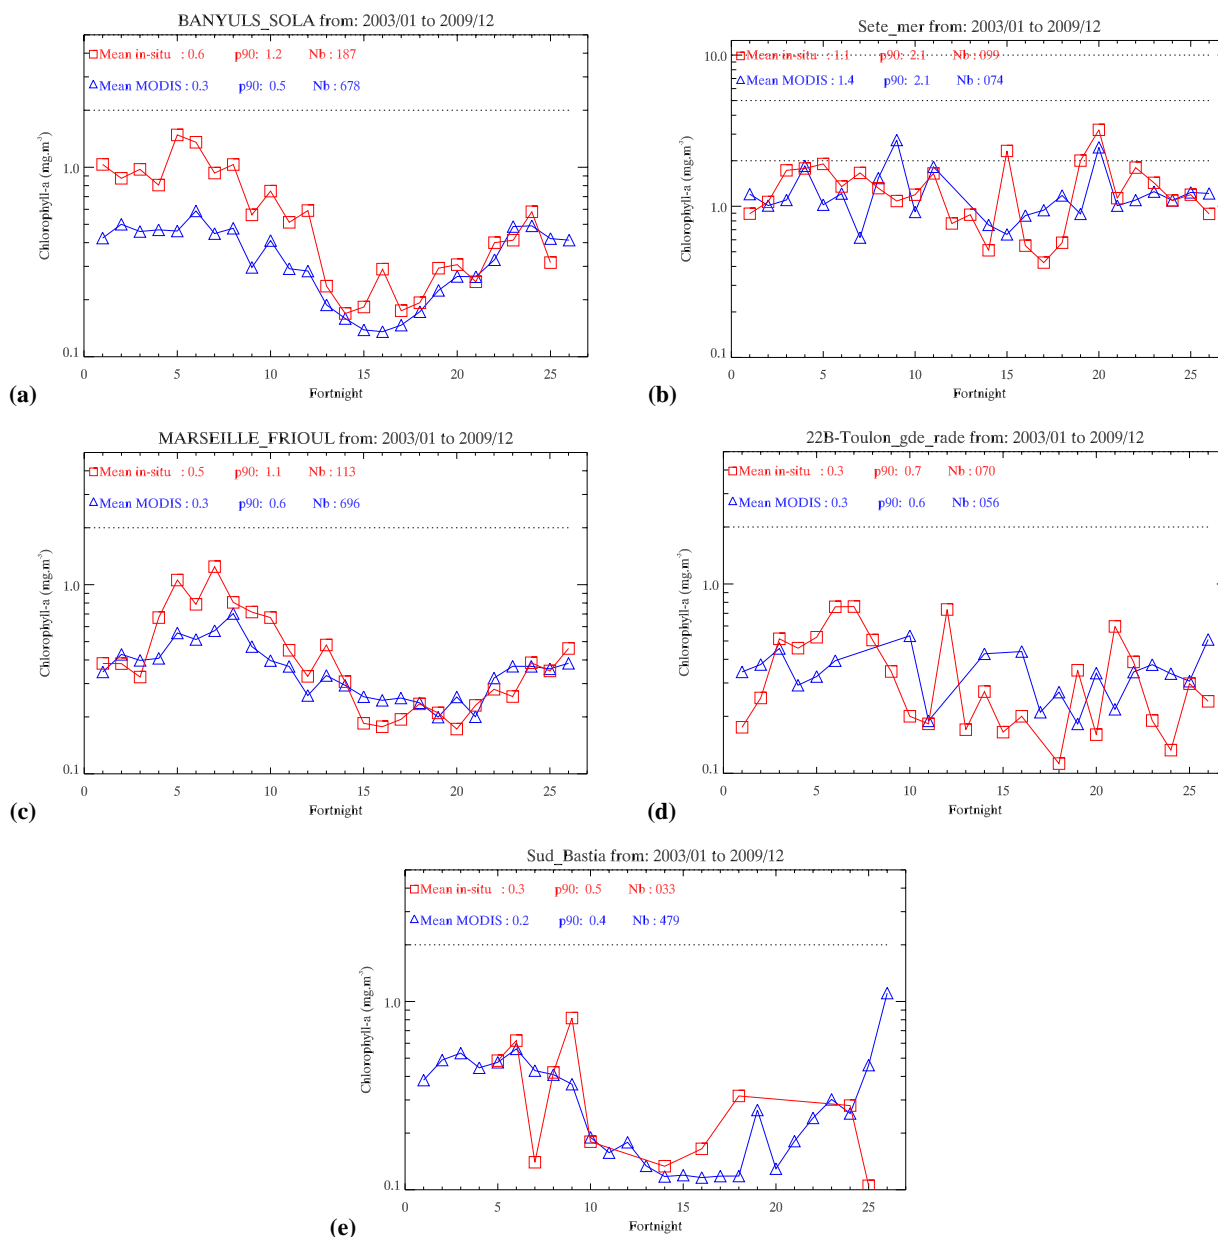 BANYULS_SOLA from: 2003/01 to 2009/12
Mean in-situ : 0.6 p90: 1.2 Nb : 187
Mean MODIS : 0.3 p90: 0.5 Nb : 678
Chlorophyll-a (mg.m⁻³)
1.0
0.1
0 5 10 15 20 25
Fortnight
(a)
Sete_mer from: 2003/01 to 2009/12
Mean in-situ : 1.1 p90: 2.1 Nb : 099
Mean MODIS : 1.4 p90: 2.1 Nb : 074
Chlorophyll-a (mg.m⁻³)
10.0
1.0
0.1
0 5 10 15 20 25
Fortnight
(b)
MARSEILLE_FRIOUL from: 2003/01 to 2009/12
Mean in-situ : 0.5 p90: 1.1 Nb : 113
Mean MODIS : 0.3 p90: 0.6 Nb : 696
Chlorophyll-a (mg.m⁻³)
1.0
0.1
0 5 10 15 20 25
Fortnight
(c)
22B-Toulon_gde_rade from: 2003/01 to 2009/12
Mean in-situ : 0.3 p90: 0.7 Nb : 070
Mean MODIS : 0.3 p90: 0.6 Nb : 056
Chlorophyll-a (mg.m⁻³)
1.0
0.1
0 5 10 15 20 25
Fortnight
(d)
Sud_Bastia from: 2003/01 to 2009/12
Mean in-situ : 0.3 p90: 0.5 Nb : 033
Mean MODIS : 0.2 p90: 0.4 Nb : 479
Chlorophyll-a (mg.m⁻³)
1.0
0.1
0 5 10 15 20 25
Fortnight
(e)